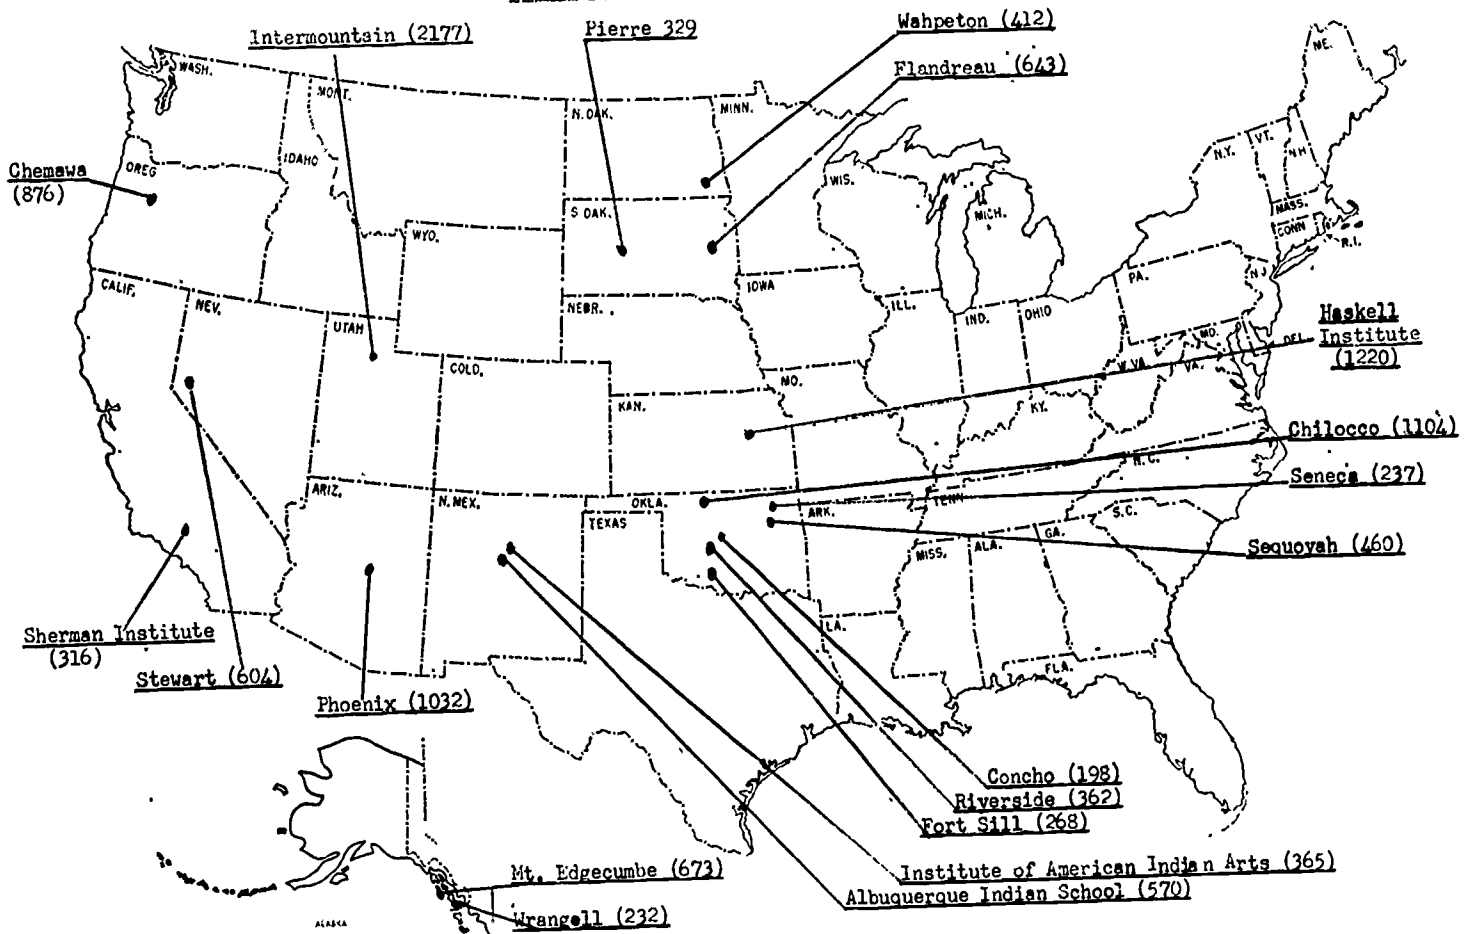 Intermountain (2177)
Pierre 329
Wahpeton (412)
Flandreau (643)
Chemawa
(876)
Haskell
Institute
(1220)
Chilocco (1104)
Seneca (237)
Sequoyah (460)
Sherman Institute
(316)
Stewart (604)
Phoenix (1032)
Concho (198)
Riverside (362)
Fort Sill (268)
Institute of American Indian Arts (365)
Albuquerque Indian School (570)
Mt. Edgecumbe (673)
Wrangell (232)
WASH.
MONT.
N. DAK.
MINN.
ME.
VT.
NH
N.Y.
OREG
IDAHO
S DAK.
WIS.
MICH.
MASS.
CONN
R.I.
WYO.
CALIF.
NEV.
UTAH
NEBR.
IOWA
ILL.
IND.
OHIO
PA.
NJ
MD.
DEL.
COLO.
KAN.
MO.
KY.
W.VA.
VA.
ARIZ.
N.MEX.
OKLA.
TEXAS
ARK.
TENN
N.C.
S.C.
MISS.
ALA.
GA.
LA.
FLA.
ALASKA